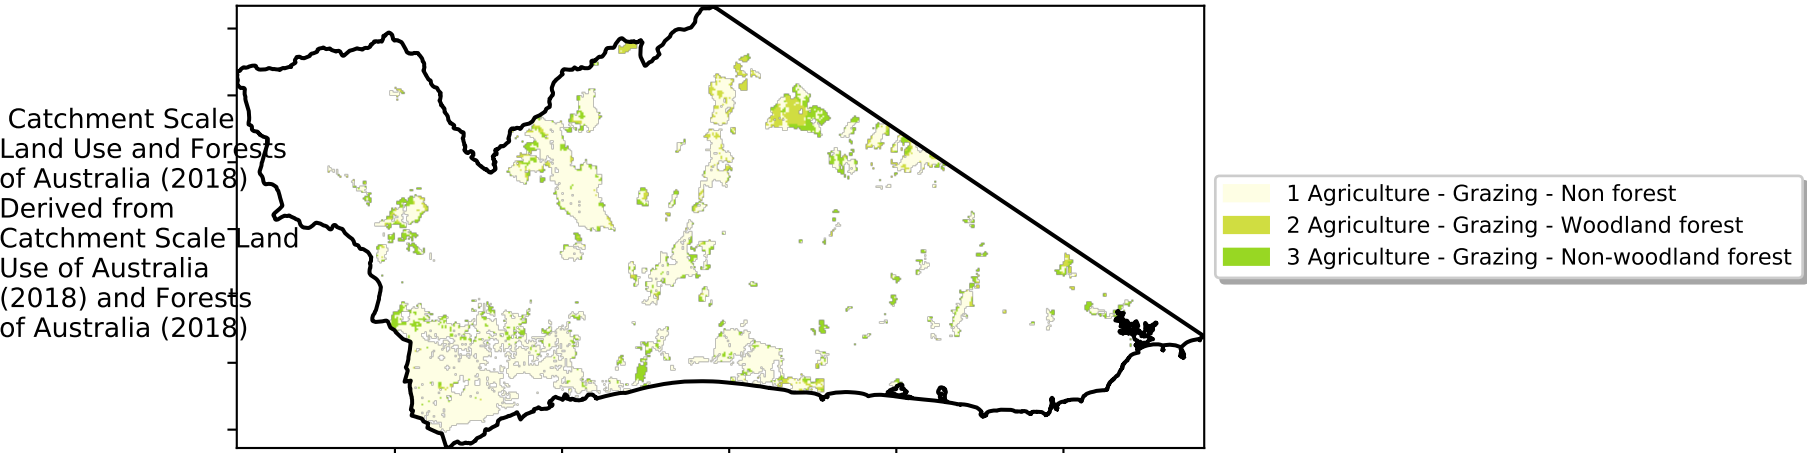 Catchment Scale
Land Use and Forests
of Australia (2018)
Derived from
Catchment Scale Land
Use of Australia
(2018) and Forests
of Australia (2018)
1 Agriculture - Grazing - Non forest
2 Agriculture - Grazing - Woodland forest
3 Agriculture - Grazing - Non-woodland forest